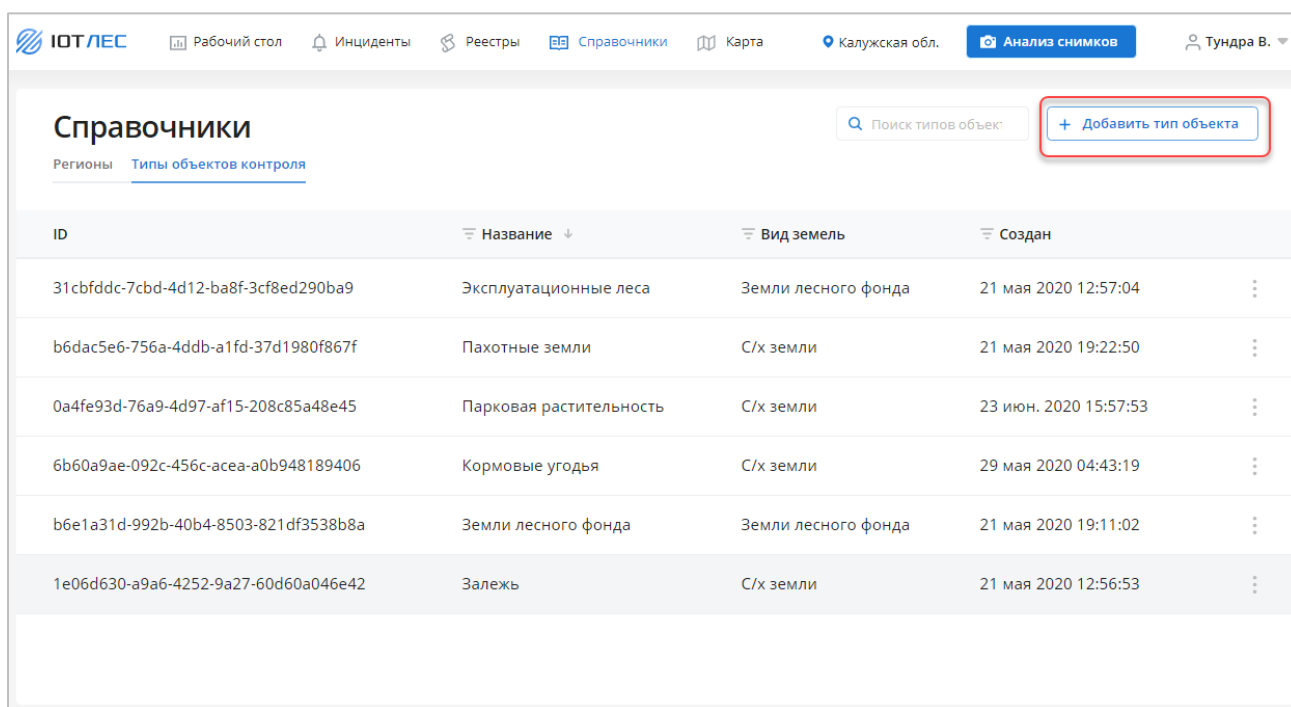 IOT ЛЕС Рабочий стол Инциденты Реестры Справочники Карта Калужская обл. Анализ снимков Тундра В.
Справочники Поиск типов объек + Добавить тип объекта
Регионы Типы объектов контроля
ID Название Вид земель Создан
31cbfddc-7cbd-4d12-ba8f-3cf8ed290ba9 Эксплуатационные леса Земли лесного фонда 21 мая 2020 12:57:04
b6dac5e6-756a-4ddb-a1fd-37d1980f867f Пахотные земли С/х земли 21 мая 2020 19:22:50
0a4fe93d-76a9-4d97-af15-208c85a48e45 Парковая растительность С/х земли 23 июн. 2020 15:57:53
6b60a9ae-092c-456c-acea-a0b948189406 Кормовые угодья С/х земли 29 мая 2020 04:43:19
b6e1a31d-992b-40b4-8503-821df3538b8a Земли лесного фонда Земли лесного фонда 21 мая 2020 19:11:02
1e06d630-a9a6-4252-9a27-60d60a046e42 Залежь С/х земли 21 мая 2020 12:56:53